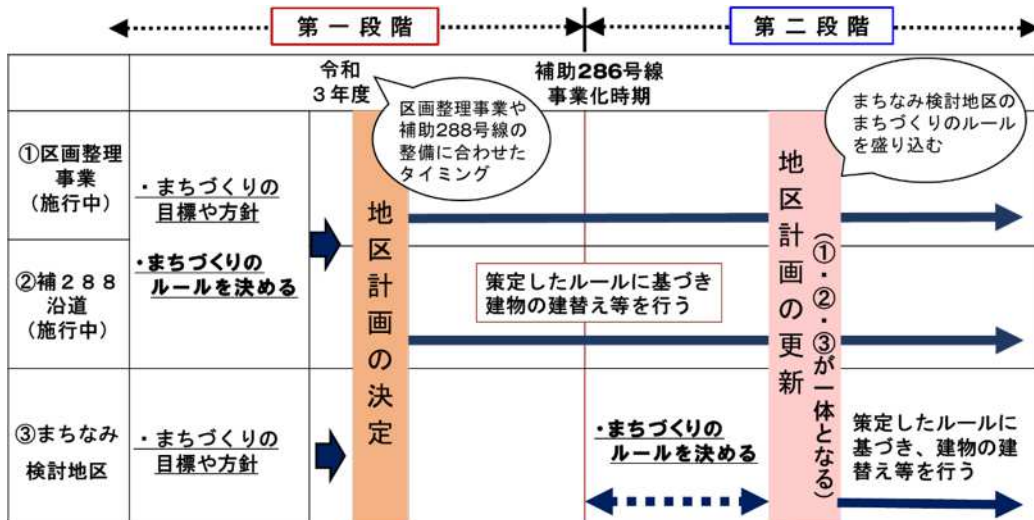 第一段階
第二段階
令和
３年度
補助286号線
事業化時期
区画整理事業や
補助288号線の
整備に合わせた
タイミング
まちなみ検討地区の
まちづくりのルール
を盛り込む
①区画整理
事業
(施行中)
・まちづくりの
目標や方針
・まちづくりの
ルールを決める
②補２８８
沿道
(施行中)
地区計画の決定
策定したルールに基づき
建物の建替え等を行う
地区計画の更新
(①・②・③が一体となる)
③まちなみ
検討地区
・まちづくりの
目標や方針
・まちづくりの
ルールを決める
策定したルールに
基づき、建物の建
替え等を行う